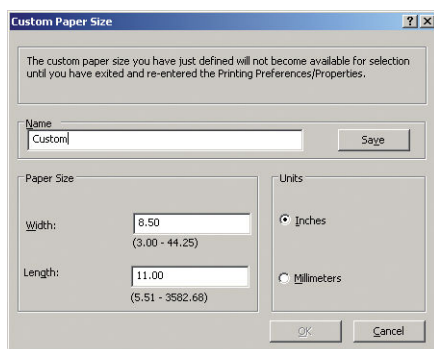 Custom Paper Size
The custom paper size you have just defined will not become available for selection
until you have exited and re-entered the Printing Preferences/Properties.
Name
Custom
Save
Paper Size
Width:
8.50
(3.00 - 44.25)
Length:
11.00
(5.51 - 3582.68)
Units
Inches
Millimeters
OK
Cancel